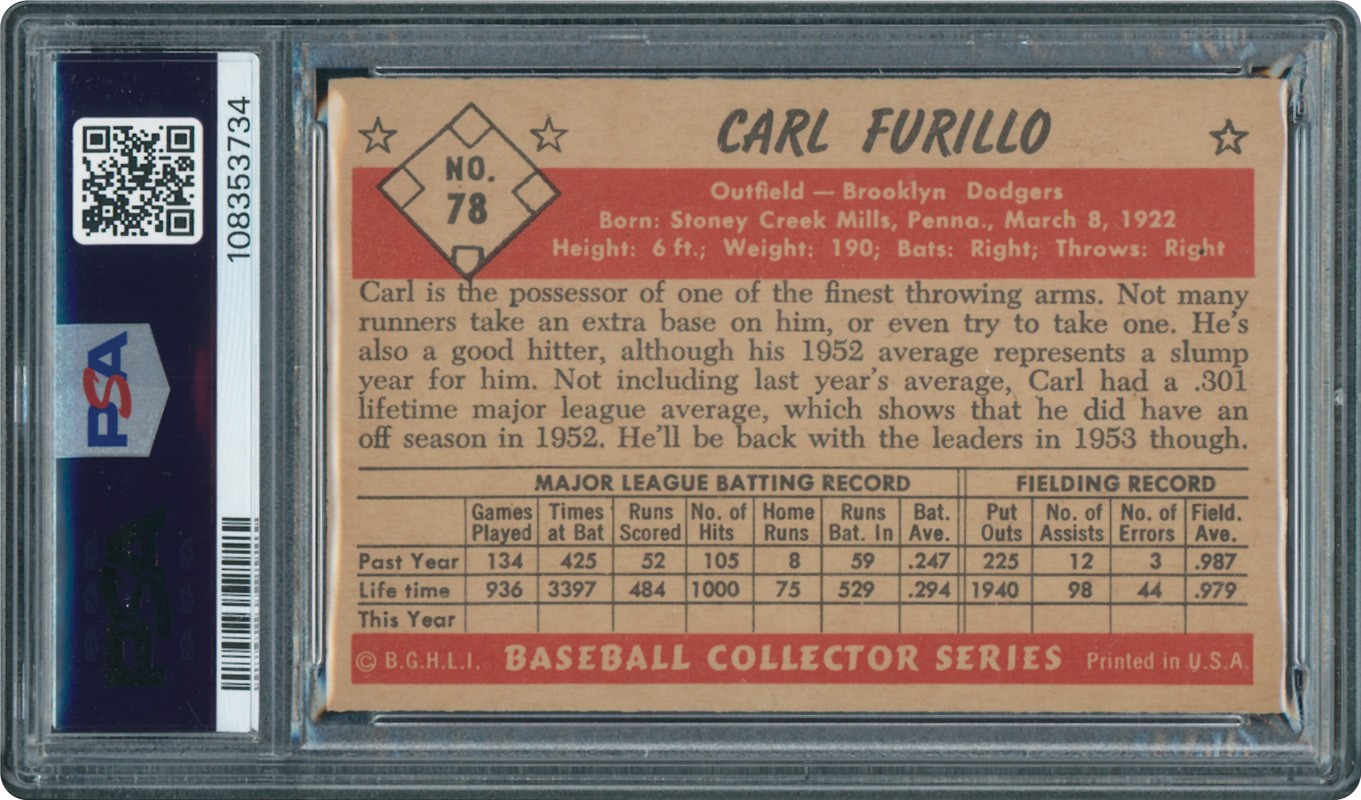 108353734
PSA
PSA
NO.
78
CARL FURILLO
Outfield — Brooklyn Dodgers
Born: Stoney Creek Mills, Penna., March 8, 1922
Height: 6 ft.; Weight: 190; Bats: Right; Throws: Right
Carl is the possessor of one of the finest throwing arms. Not many
runners take an extra base on him, or even try to take one. He's
also a good hitter, although his 1952 average represents a slump
year for him. Not including last year's average, Carl had a .301
lifetime major league average, which shows that he did have an
off season in 1952. He'll be back with the leaders in 1953 though.
MAJOR LEAGUE BATTING RECORD FIELDING RECORD
Games Times Runs No. of Home Runs Bat. Put No. of No. of Field.
Played at Bat Scored Hits Runs Bat. In Ave. Outs Assists Errors Ave.
Past Year 134 425 52 105 8 59 .247 225 12 3 .987
Life time 936 3397 484 1000 75 529 .294 1940 98 44 .979
This Year
© B.G.H.L.I. BASEBALL COLLECTOR SERIES Printed in U.S.A.